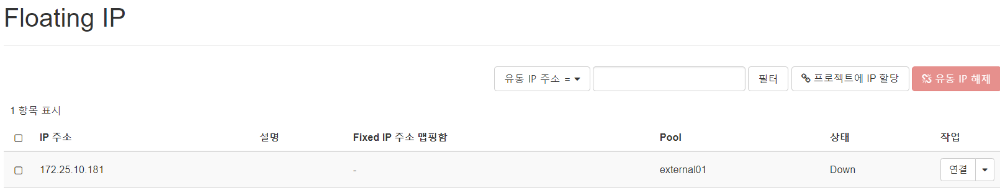 Floating IP
유동 IP 주소 = 필터 프로젝트에 IP 할당 유동 IP 해제
1 항목 표시
IP 주소 설명 Fixed IP 주소 맵핑함 Pool 상태 작업
172.25.10.181 - external01 Down 연결